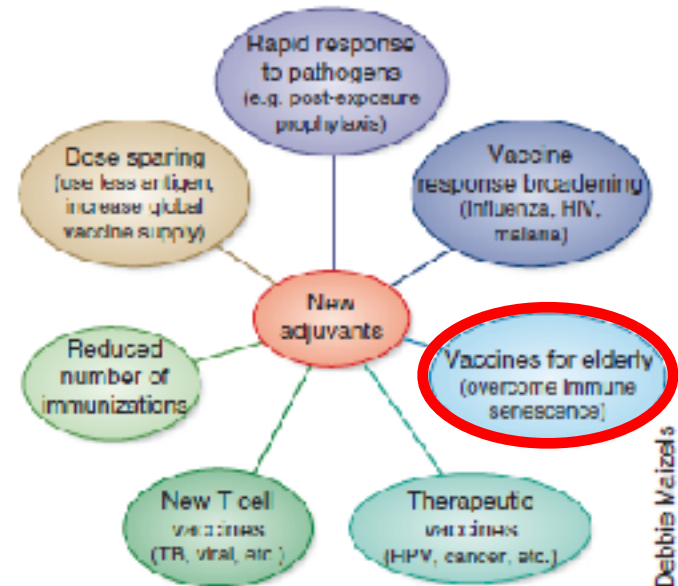 Rapid response
to pathogens
(e.g. post-exposure
prophylaxis)
Dose sparing
(use less antigen,
increase global
vaccine supply)
Vaccine
response broadening
(influenza, HIV,
malaria)
New
adjuvants
Reduced
number of
immunizations
Vaccines for elderly
(overcome immune
senescence)
New T cell
vaccines
(TB, viral, etc.)
Therapeutic
vaccines
(HPV, cancer, etc.)
Debbie Maizels